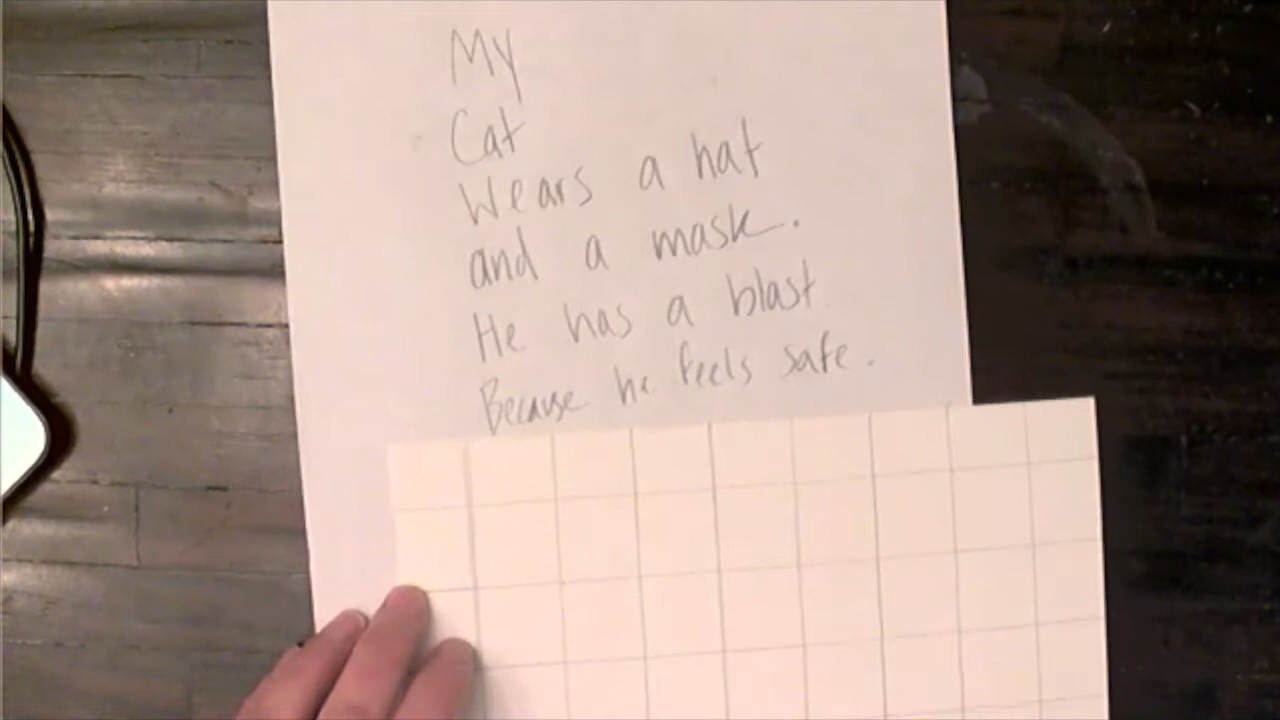 My
Cat
Wears a hat
and a mask.
He has a blast
Because he feels safe.